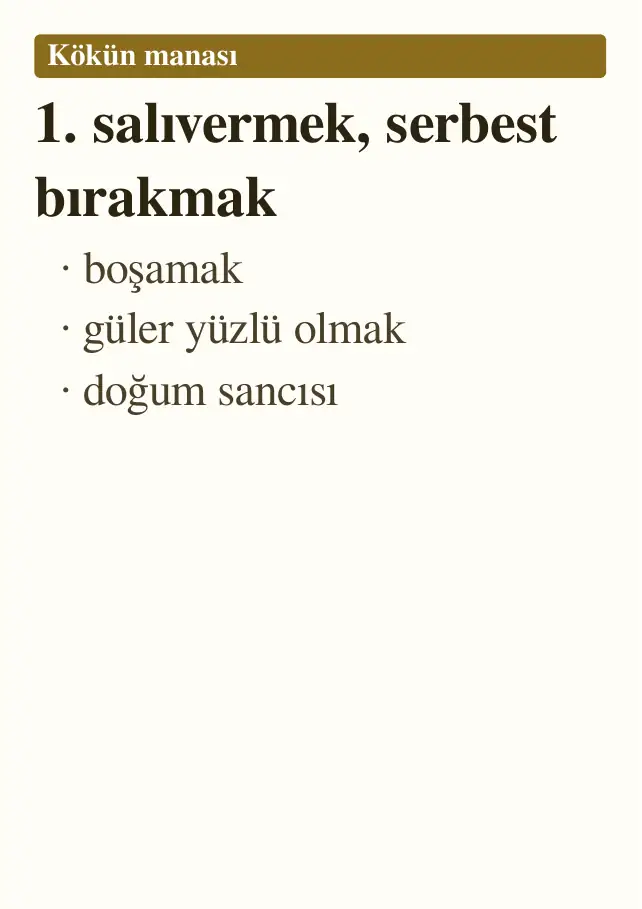 Kökün manası
1. salıvermek, serbest
bırakmak
· boşamak
· güler yüzlü olmak
· doğum sancısı